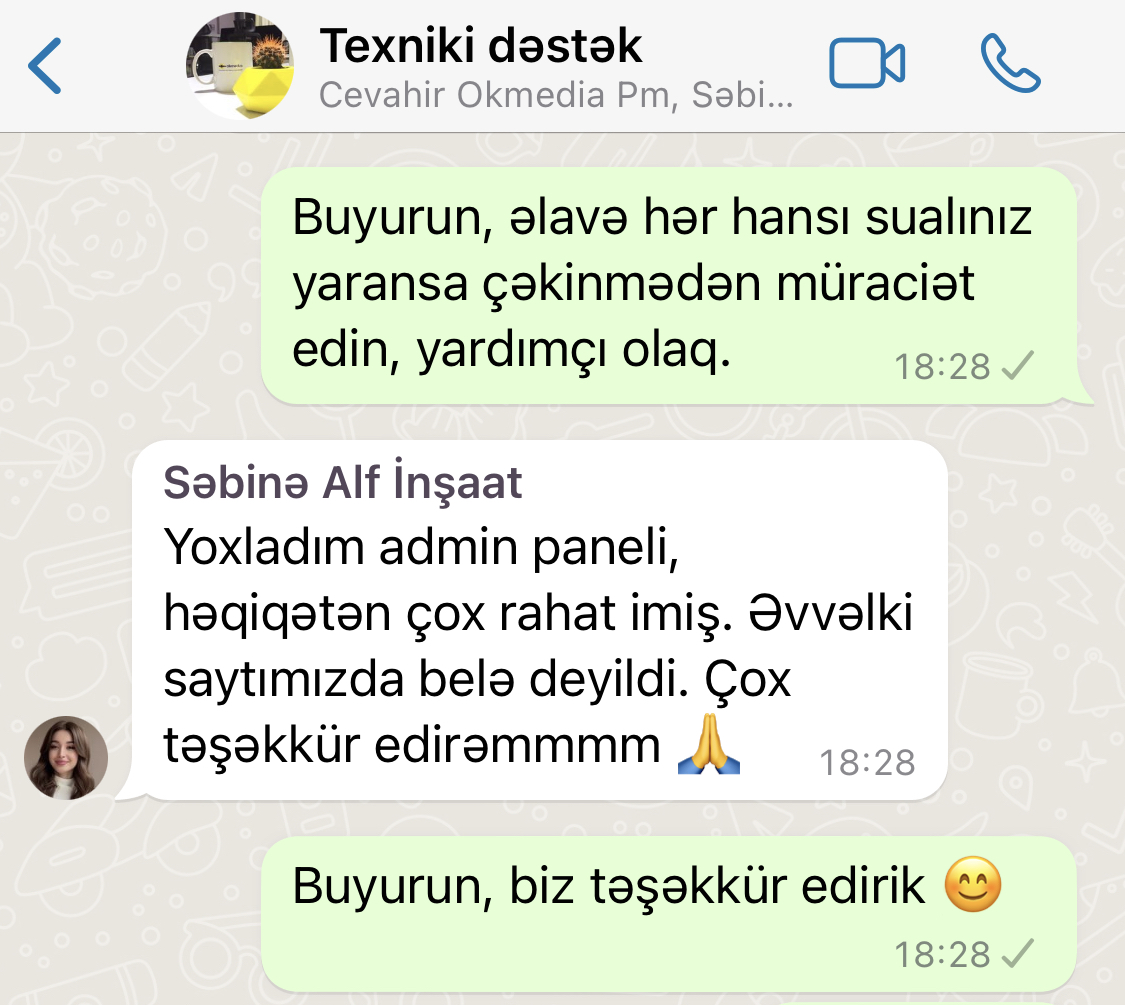 Texniki dəstək
Cevahir Okmedia Pm, Səbi...
Buyurun, əlavə hər hansı sualınız
yaransa çəkinmədən müraciət
edin, yardımçı olaq.
18:28
Səbinə Alf İnşaat
Yoxladım admin paneli,
həqiqətən çox rahat imiş. Əvvəlki
saytımızda belə deyildi. Çox
təşəkkür edirəmmmm 🙏
18:28
Buyurun, biz təşəkkür edirik 😊
18:28